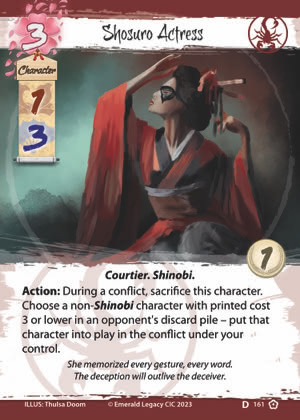 3
Shosuro Actress
Character
1
3
1
Courtier. Shinobi.
Action: During a conflict, sacrifice this character.
Choose a non-Shinobi character with printed cost
3 or lower in an opponent's discard pile – put that
character into play in the conflict under your
control.
She memorized every gesture, every word.
The deception will outlive the deceiver.
ILLUS: Thulsa Doom © Emerald Legacy CIC 2023 D 161